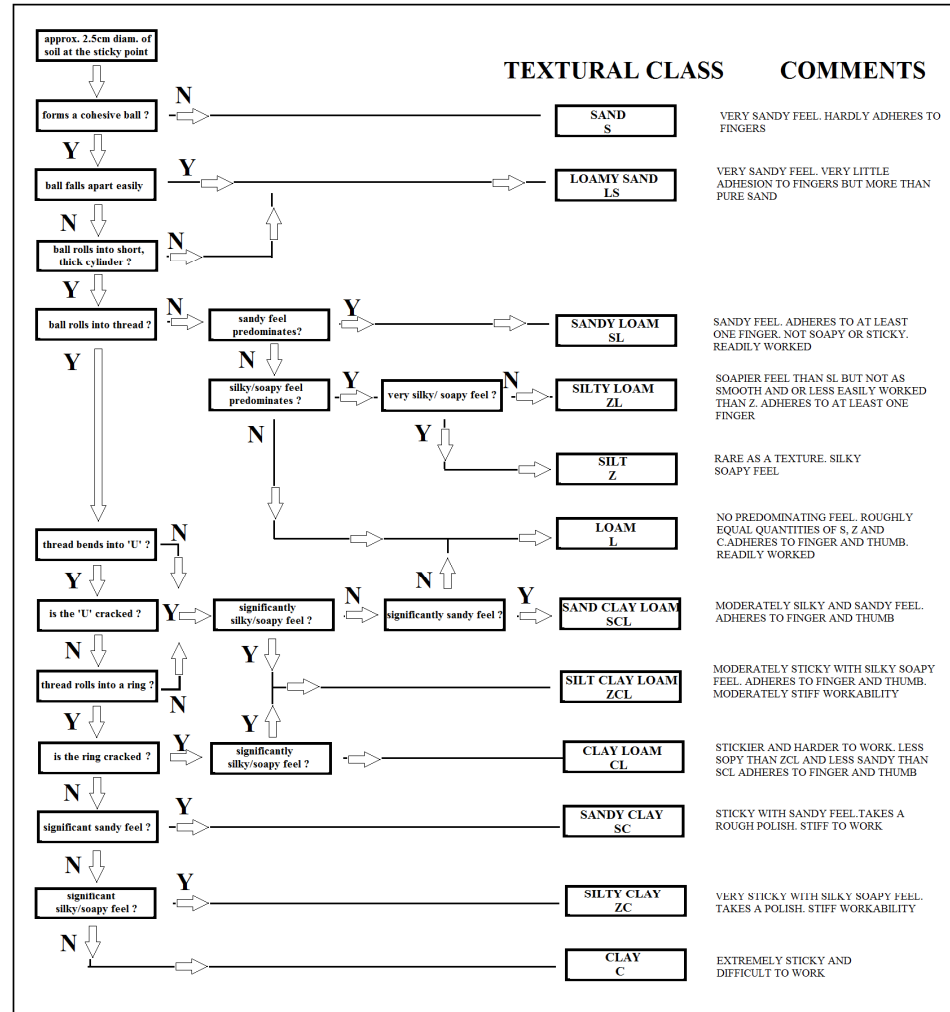 approx. 2.5cm diam. of
soil at the sticky point
TEXTURAL CLASS
COMMENTS
forms a cohesive ball ?
N
SAND
S
VERY SANDY FEEL. HARDLY ADHERES TO
FINGERS
Y
ball falls apart easily
Y
LOAMY SAND
LS
VERY SANDY FEEL. VERY LITTLE
ADHESION TO FINGERS BUT MORE THAN
PURE SAND
N
ball rolls into short,
thick cylinder ?
N
Y
ball rolls into thread ?
N
sandy feel
predominates?
Y
SANDY LOAM
SL
SANDY FEEL. ADHERES TO AT LEAST
ONE FINGER. NOT SOAPY OR STICKY.
READILY WORKED
Y
N
silky/soapy feel
predominates ?
Y
very silky/ soapy feel ?
N
SILTY LOAM
ZL
SOAPIER FEEL THAN SL BUT NOT AS
SMOOTH AND OR LESS EASILY WORKED
THAN Z. ADHERES TO AT LEAST ONE
FINGER
N
Y
SILT
Z
RARE AS A TEXTURE. SILKY
SOAPY FEEL
LOAM
L
NO PREDOMINATING FEEL. ROUGHLY
EQUAL QUANTITIES OF S, Z AND
C.ADHERES TO FINGER AND THUMB.
READILY WORKED
thread bends into 'U' ?
N
Y
N
is the 'U' cracked ?
Y
significantly
silky/soapy feel ?
N
significantly sandy feel ?
Y
SAND CLAY LOAM
SCL
MODERATELY SILKY AND SANDY FEEL.
ADHERES TO FINGER AND THUMB
N
Y
thread rolls into a ring ?
N
SILT CLAY LOAM
ZCL
MODERATELY STICKY WITH SILKY SOAPY
FEEL. ADHERES TO FINGER AND THUMB.
MODERATELY STIFF WORKABILITY
Y
Y
is the ring cracked ?
Y
significantly
silky/soapy feel ?
CLAY LOAM
CL
STICKIER AND HARDER TO WORK. LESS
SOPY THAN ZCL AND LESS SANDY THAN
SCL ADHERES TO FINGER AND THUMB
N
significant sandy feel ?
Y
SANDY CLAY
SC
STICKY WITH SANDY FEEL.TAKES A
ROUGH POLISH. STIFF TO WORK
N
significant
silky/soapy feel ?
Y
SILTY CLAY
ZC
VERY STICKY WITH SILKY SOAPY FEEL.
TAKES A POLISH. STIFF WORKABILITY
N
CLAY
C
EXTREMELY STICKY AND
DIFFICULT TO WORK